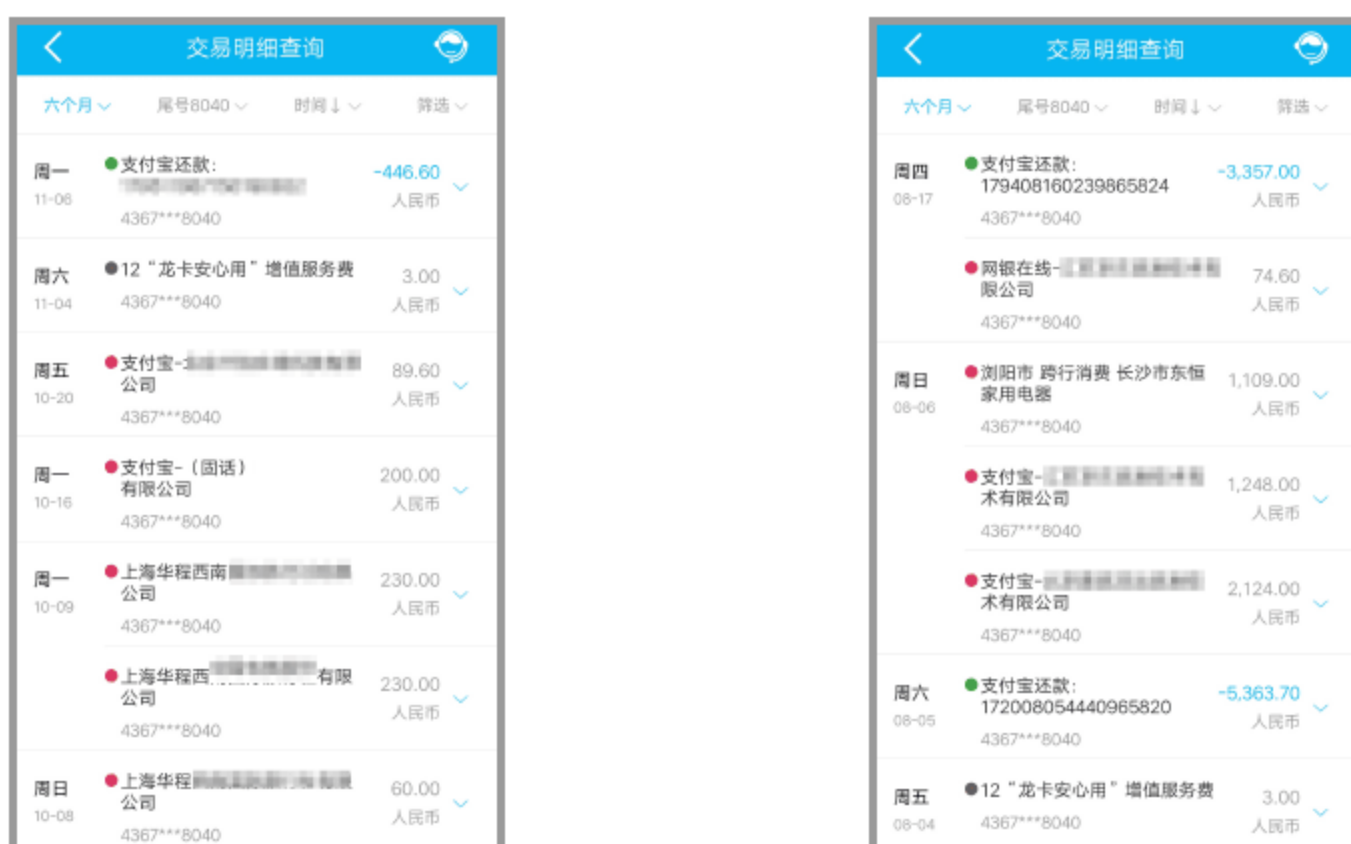 交易明细查询
六个月 尾号8040 时间↓ 筛选
周一 支付宝还款: -446.60
11-06 人民币
4367***8040
周六 12“龙卡安心用”增值服务费 3.00
11-04 4367***8040 人民币
周五 支付宝- 89.60
10-20 公司 人民币
4367***8040
周一 支付宝-（固话） 200.00
10-16 有限公司 人民币
4367***8040
周一 上海华程西南 230.00
10-09 公司 人民币
4367***8040
上海华程西 有限 230.00
公司 人民币
4367***8040
周日 上海华程 60.00
10-08 公司 人民币
4367***8040
交易明细查询
六个月 尾号8040 时间↓ 筛选
周四 支付宝还款: -3,357.00
08-17 179408160239865824 人民币
4367***8040
网银在线- 74.60
限公司 人民币
4367***8040
周日 浏阳市 跨行消费 长沙市东恒 1,109.00
08-06 家用电器 人民币
4367***8040
支付宝- 1,248.00
术有限公司 人民币
4367***8040
支付宝- 2,124.00
术有限公司 人民币
4367***8040
周六 支付宝还款: -5,363.70
08-05 172008054440965820 人民币
4367***8040
周五 12“龙卡安心用”增值服务费 3.00
08-04 4367***8040 人民币